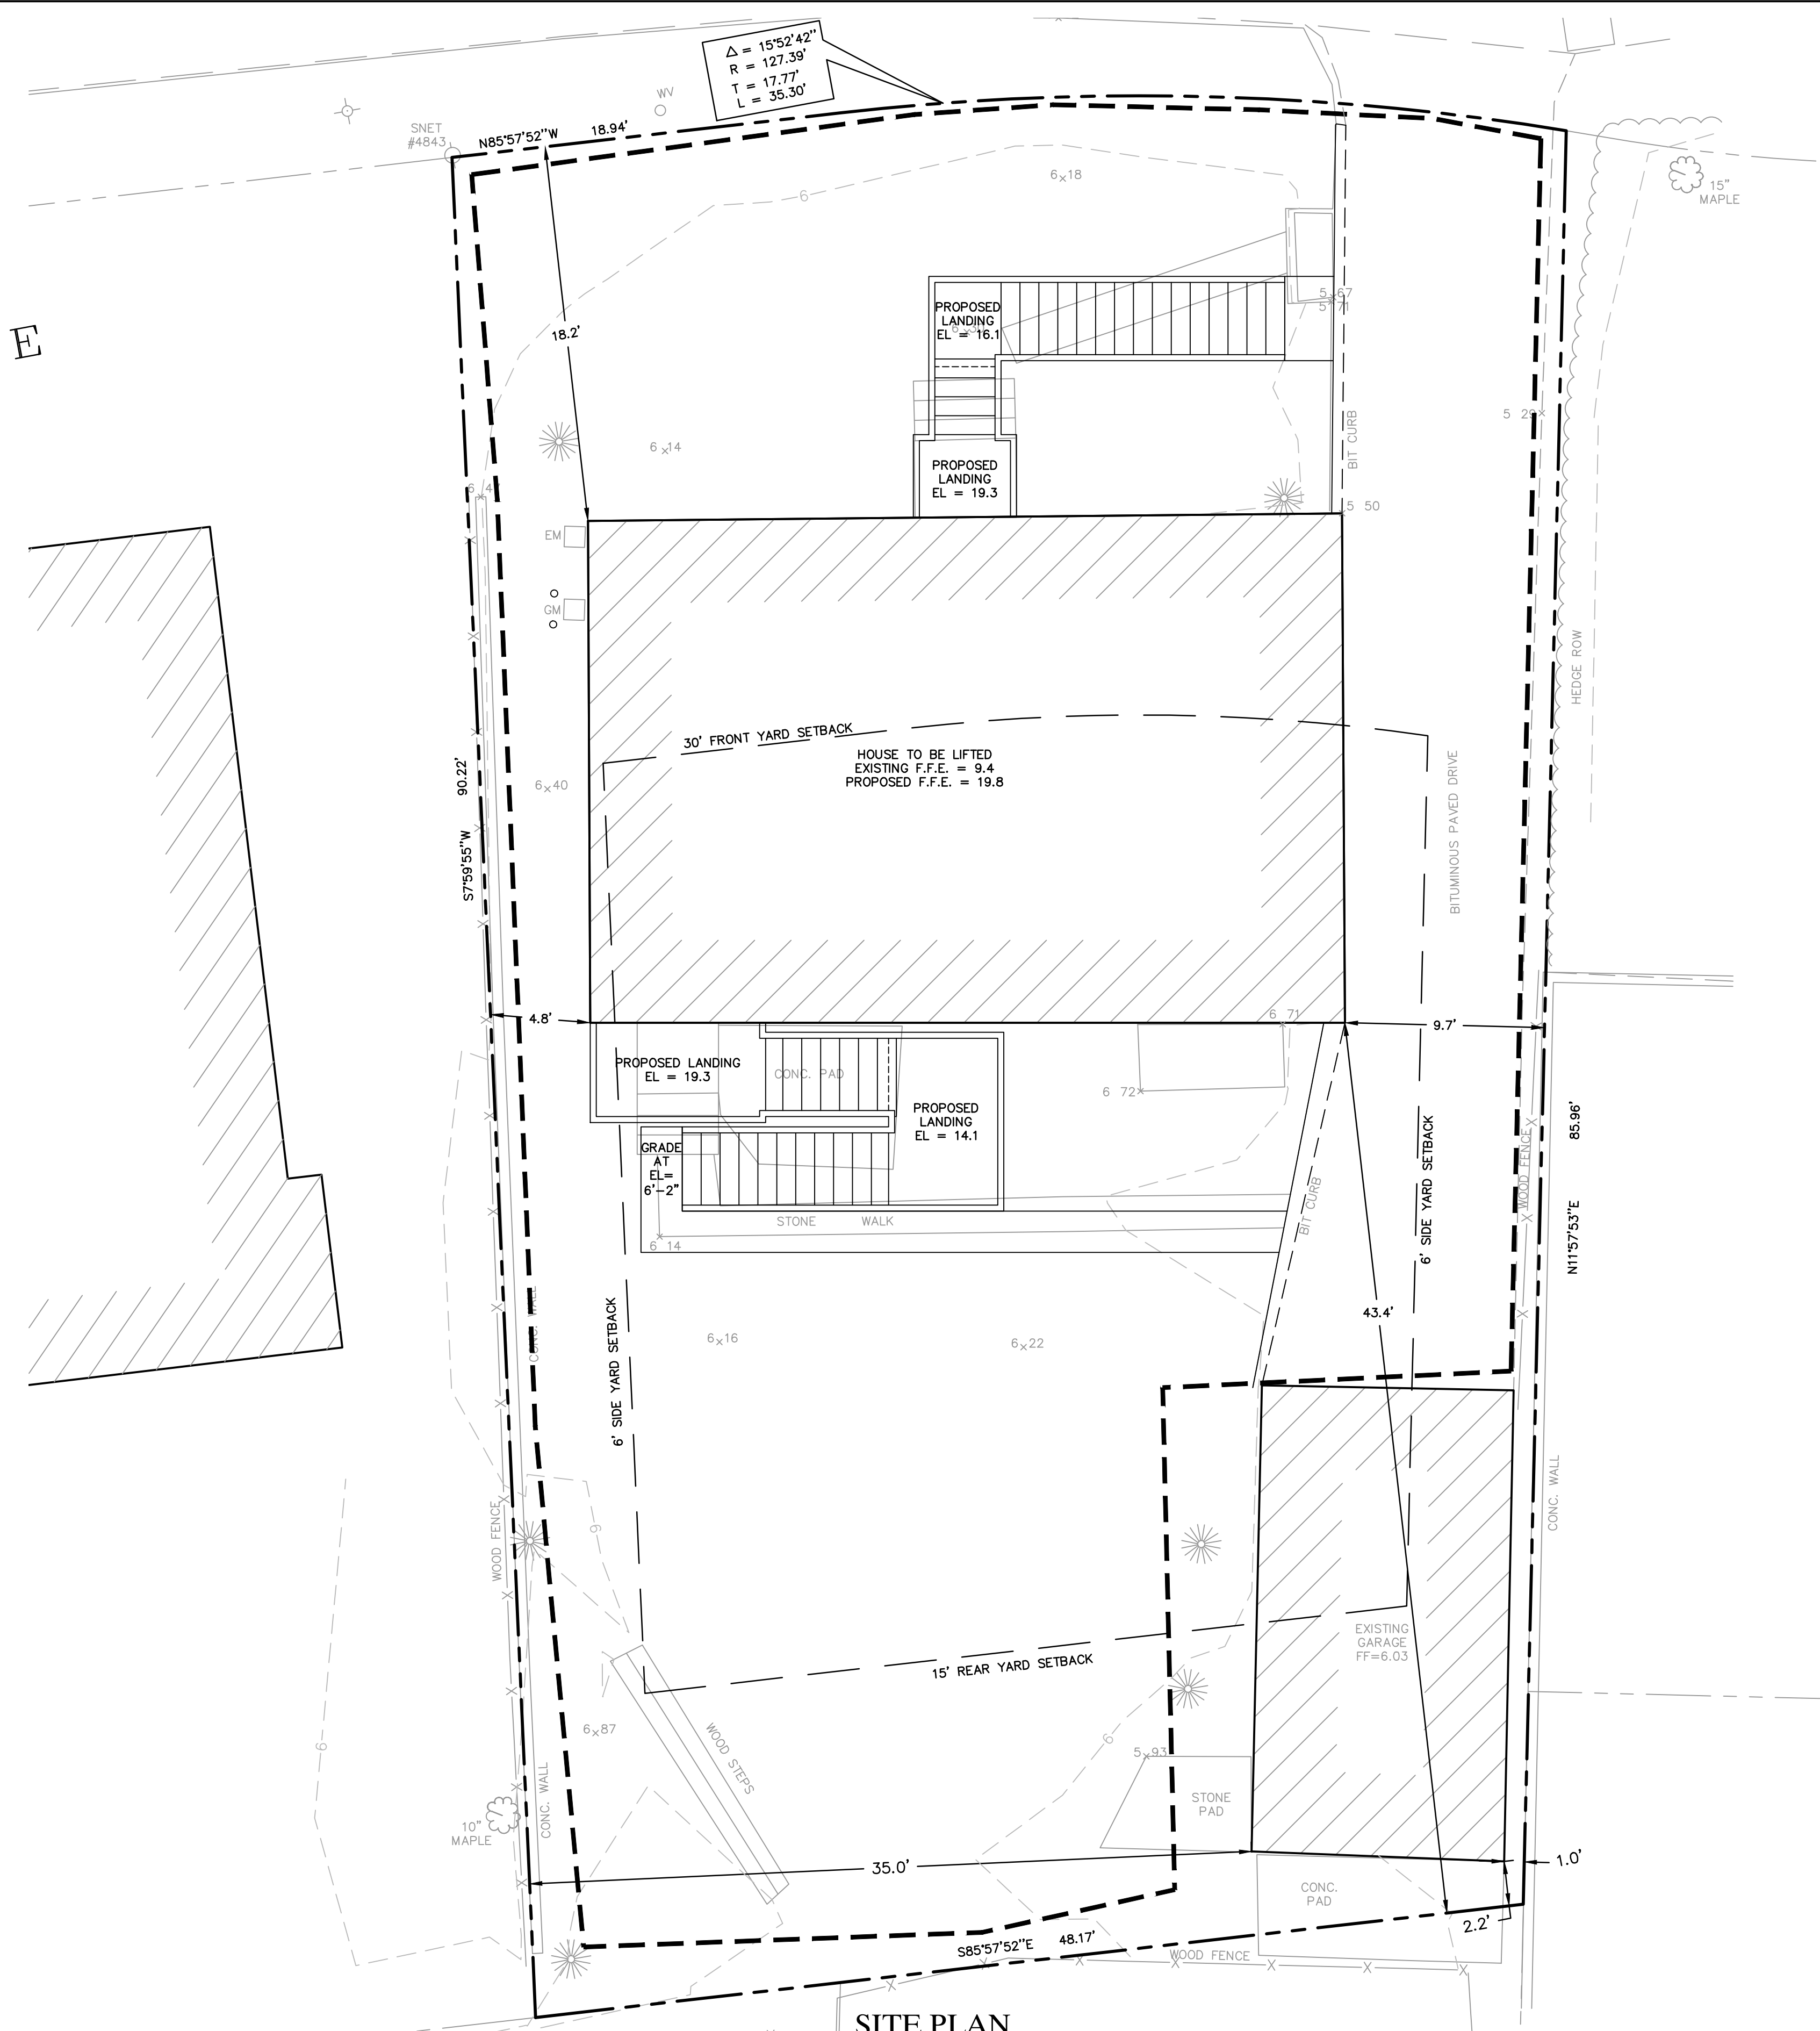 Δ = 15°52'42"
R = 127.39'
T = 17.77'
L = 35.30'
WV
SNET
#4843
N85°57'52"W 18.94'
6
6x18
15"
MAPLE
E
18.2'
PROPOSED
LANDING
EL = 16.1
5 67
5 71
5 29
BIT CURB
6x14
PROPOSED
LANDING
EL = 19.3
5 50
EM
GM
HEDGE ROW
30' FRONT YARD SETBACK
HOUSE TO BE LIFTED
EXISTING F.F.E. = 9.4
PROPOSED F.F.E. = 19.8
6x40
S7°59'55"W 90.22'
BITUMINOUS PAVED DRIVE
4.8'
6 71
9.7'
PROPOSED LANDING
EL = 19.3
CONC. PAD
6 72
PROPOSED
LANDING
EL = 14.1
GRADE
AT
EL=
6'-2"
STONE WALK
6 14
BIT CURB
6' SIDE YARD SETBACK
WOOD FENCE
N11°57'53"E 85.96'
CONC. WALL
6' SIDE YARD SETBACK
6x16
6x22
43.4'
WOOD FENCE
6
CONC. WALL
EXISTING
GARAGE
FF=6.03
15' REAR YARD SETBACK
6x87
WOOD STEPS
6
6
5 93
STONE
PAD
10"
MAPLE
CONC. WALL
35.0'
1.0'
CONC.
PAD
2.2'
S85°57'52"E 48.17'
WOOD FENCE
SITE PLAN